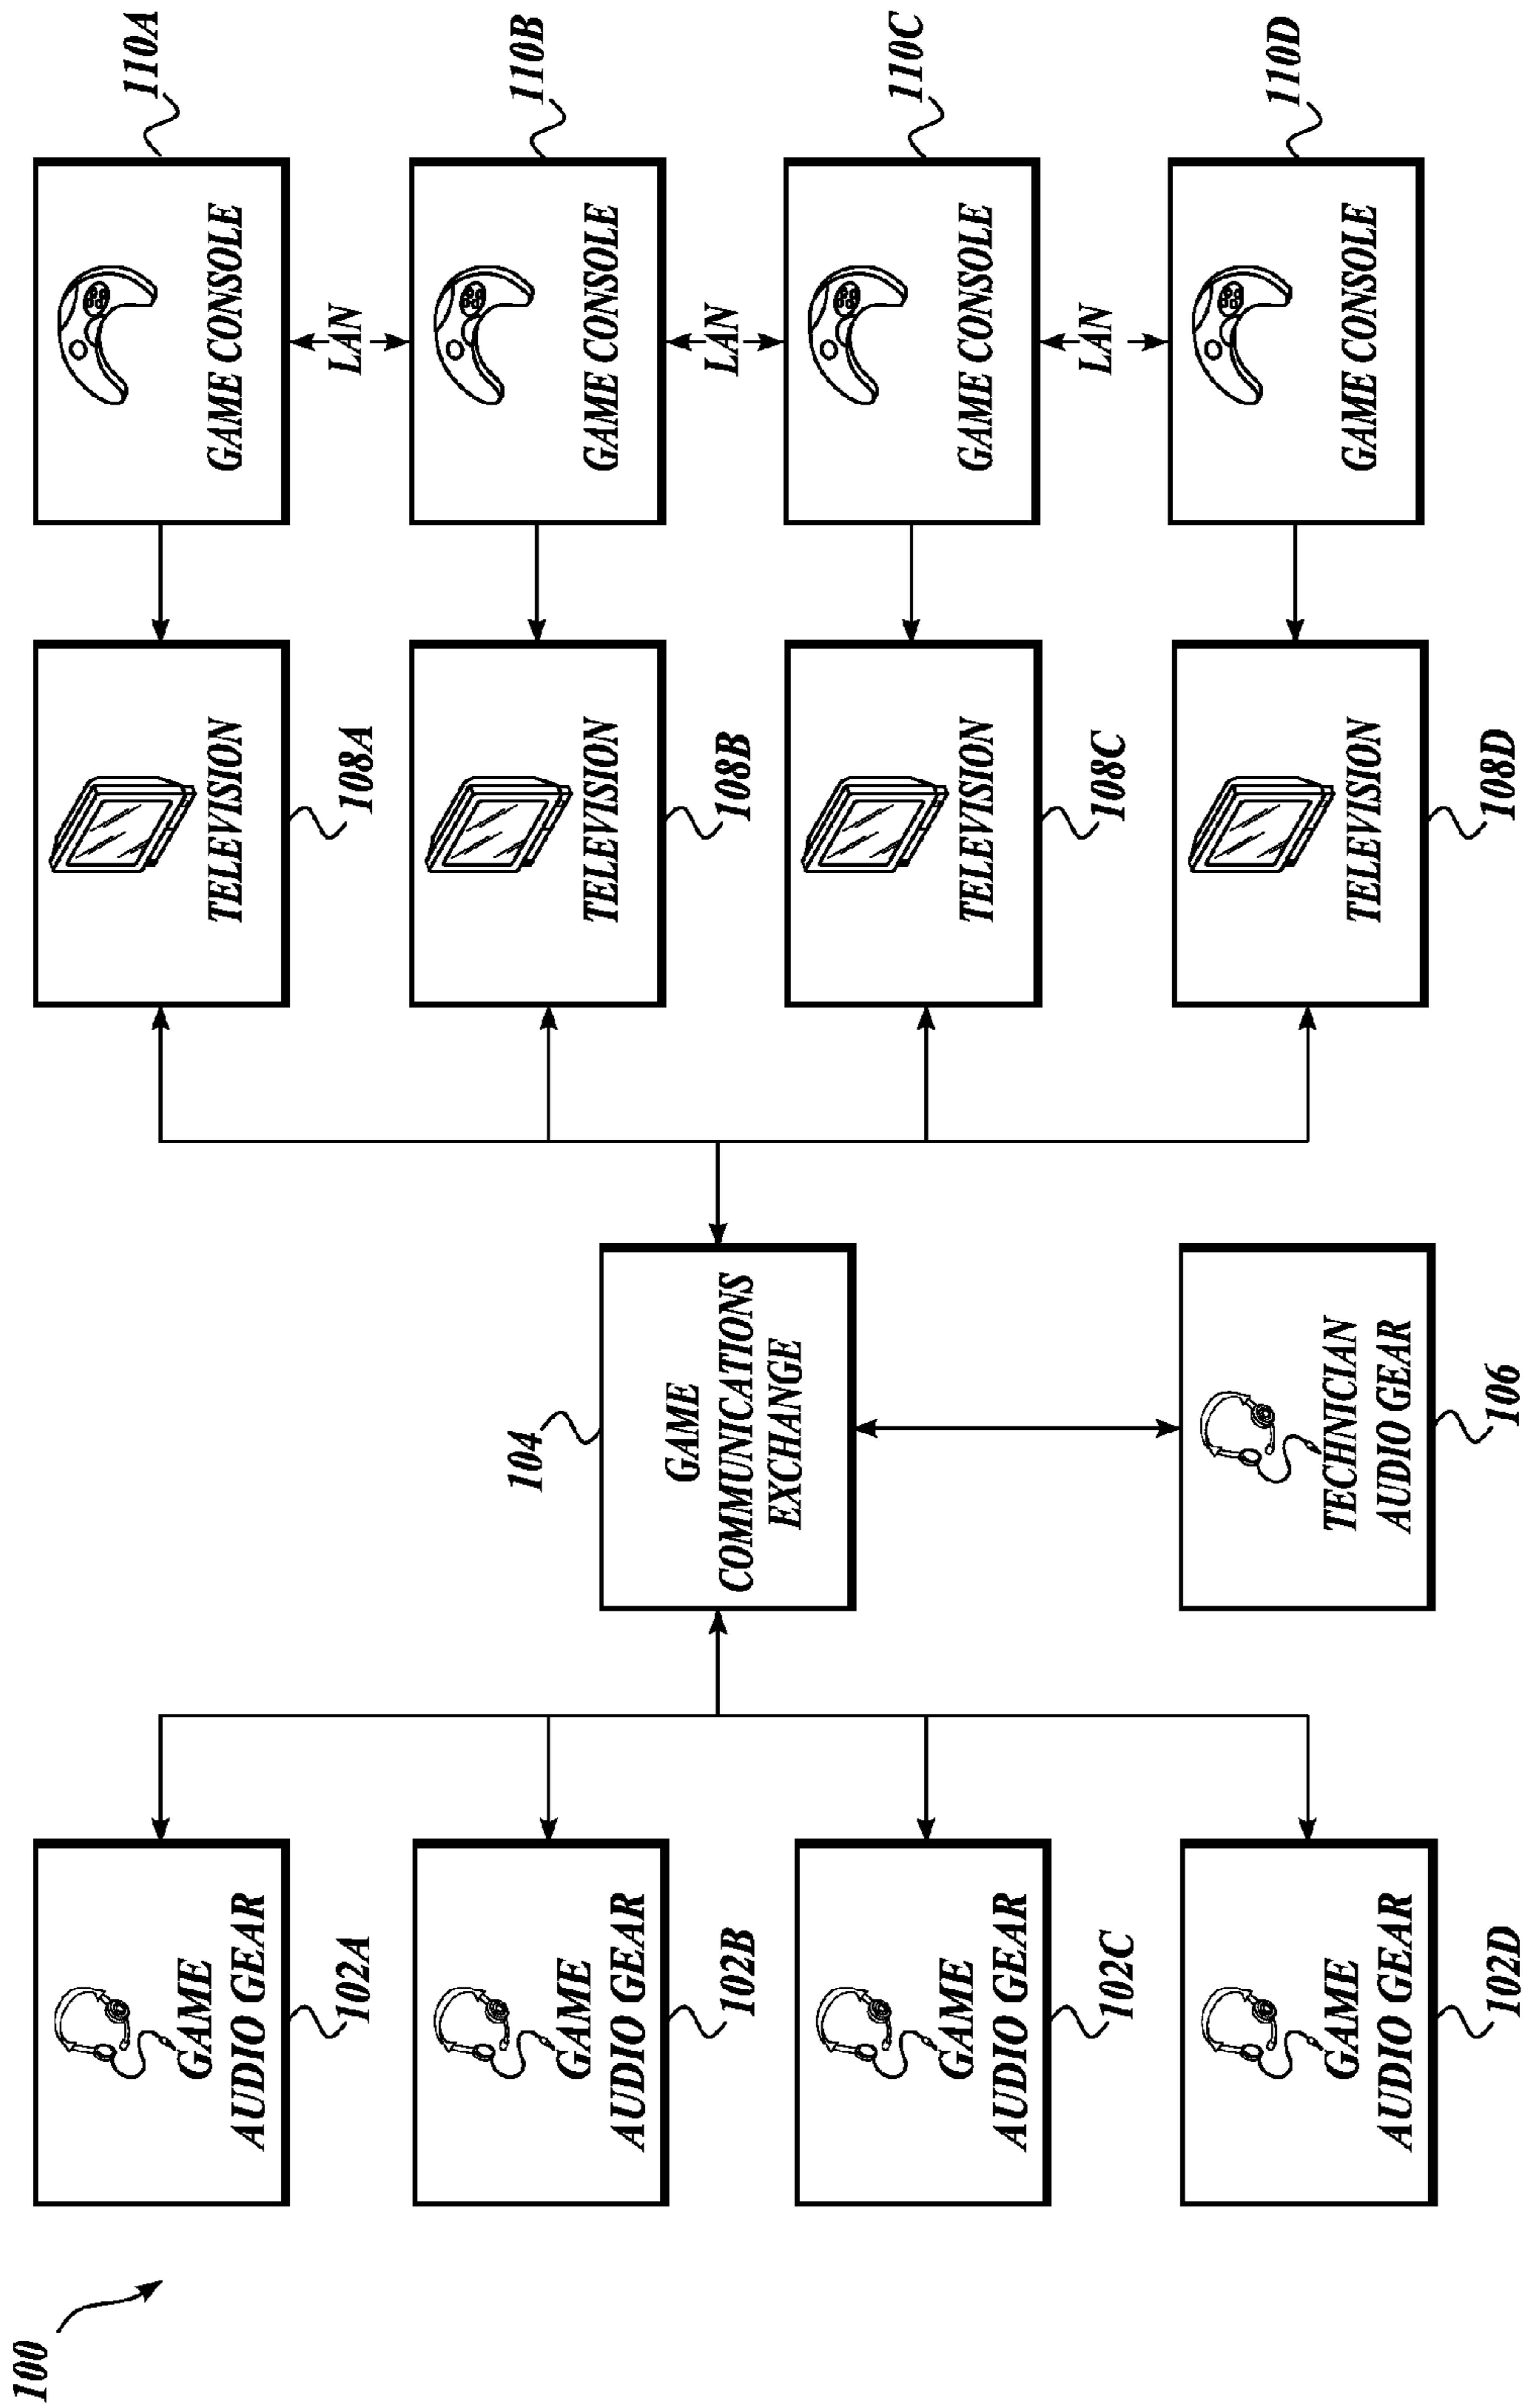 100
GAME
AUDIO GEAR
102A
GAME
AUDIO GEAR
102B
GAME
AUDIO GEAR
102C
GAME
AUDIO GEAR
102D
104
GAME
COMMUNICATIONS
EXCHANGE
TECHNICIAN
AUDIO GEAR
106
TELEVISION
108A
TELEVISION
108B
TELEVISION
108C
TELEVISION
108D
GAME CONSOLE
110A
LAN
GAME CONSOLE
110B
LAN
GAME CONSOLE
110C
LAN
GAME CONSOLE
110D